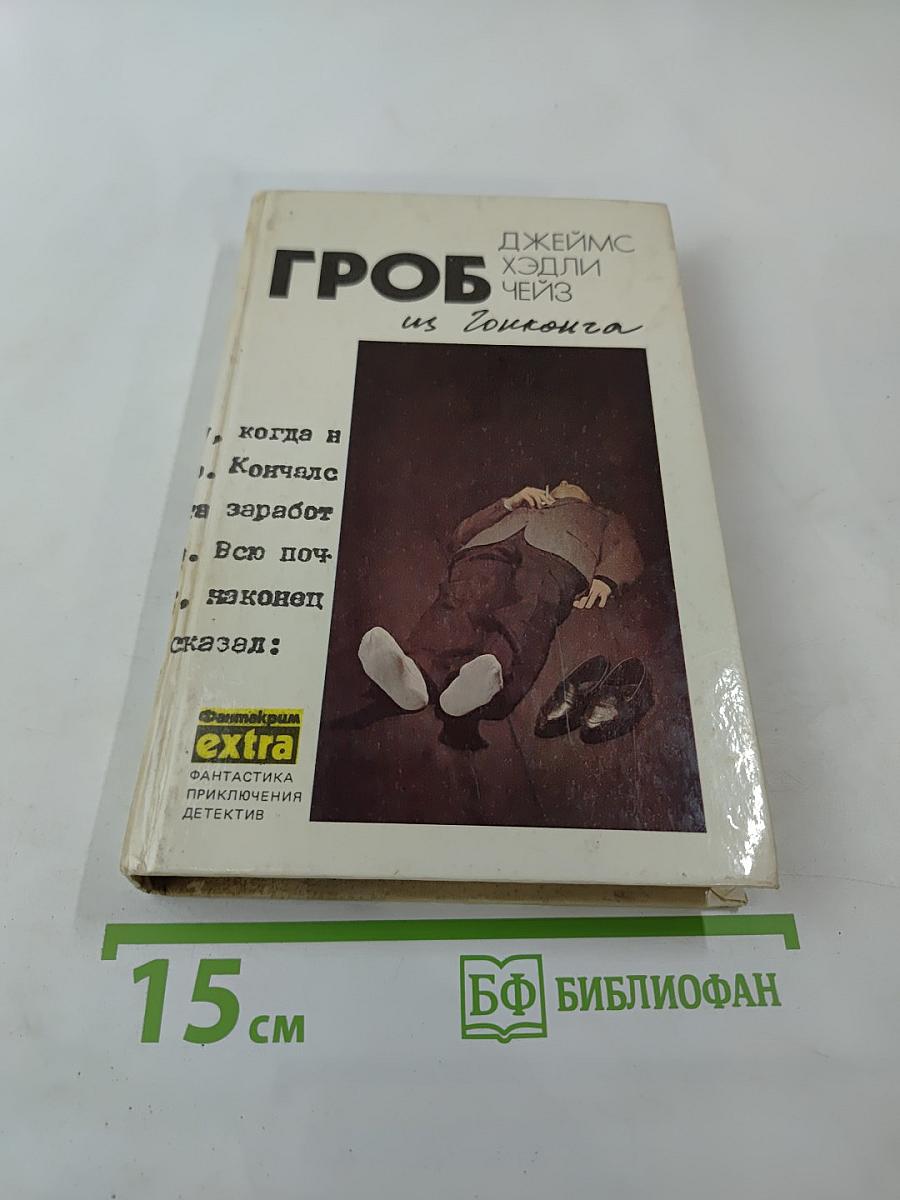 ГРОБ
ДЖЕЙМС
ХЭДЛИ
ЧЕЙЗ
из Гонконга
, когда н
. Кончалс
а заработ
. Всю поч-
, наконец
сказал:
Фантакрим
extra
ФАНТАСТИКА
ПРИКЛЮЧЕНИЯ
ДЕТЕКТИВ
15 см
БФ БИБЛИОФАН